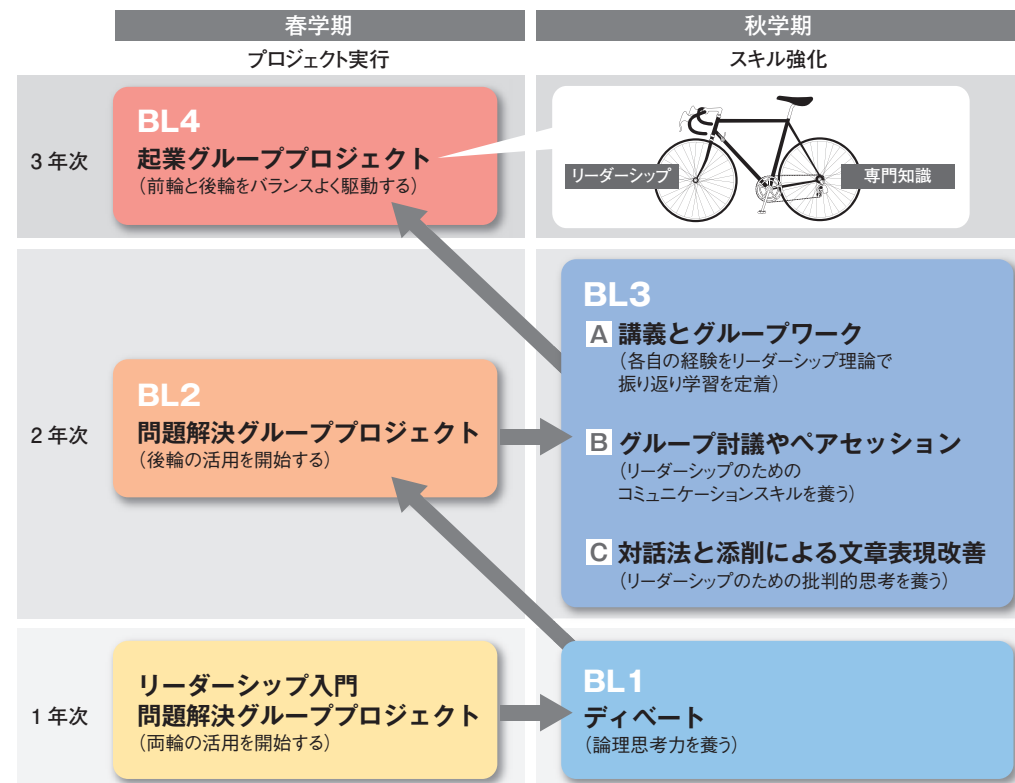 春学期
秋学期
プロジェクト実行
スキル強化
3年次
BL4
起業グループプロジェクト
(前輪と後輪をバランスよく駆動する)
リーダーシップ
専門知識
2年次
BL2
問題解決グループプロジェクト
(後輪の活用を開始する)
BL3
A 講義とグループワーク
(各自の経験をリーダーシップ理論で
振り返り学習を定着)
B グループ討議やペアセッション
(リーダーシップのための
コミュニケーションスキルを養う)
C 対話法と添削による文章表現改善
(リーダーシップのための批判的思考を養う)
1年次
リーダーシップ入門
問題解決グループプロジェクト
(両輪の活用を開始する)
BL1
ディベート
(論理思考力を養う)